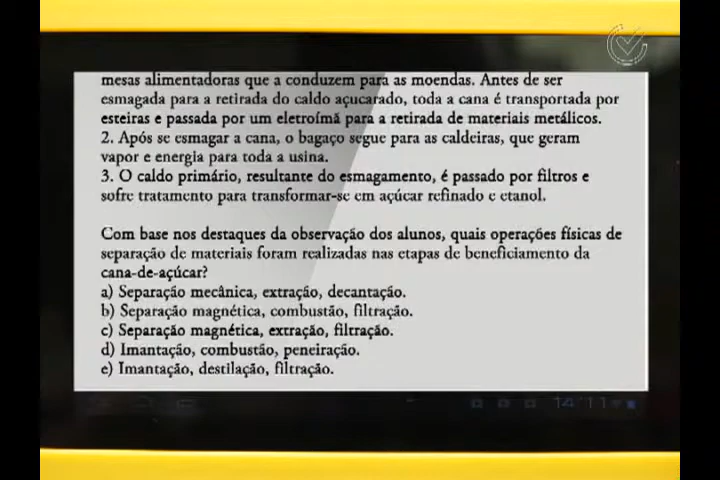 mesas alimentadoras que a conduzem para as moendas. Antes de ser
esmagada para a retirada do caldo açucarado, toda a cana é transportada por
esteiras e passada por um eletroímã para a retirada de materiais metálicos.
2. Após se esmagar a cana, o bagaço segue para as caldeiras, que geram
vapor e energia para toda a usina.
3. O caldo primário, resultante do esmagamento, é passado por filtros e
sofre tratamento para transformar-se em açúcar refinado e etanol.
Com base nos destaques da observação dos alunos, quais operações físicas de
separação de materiais foram realizadas nas etapas de beneficiamento da
cana-de-açúcar?
a) Separação mecânica, extração, decantação.
b) Separação magnética, combustão, filtração.
c) Separação magnética, extração, filtração.
d) Imantação, combustão, peneiração.
e) Imantação, destilação, filtração.
14:11